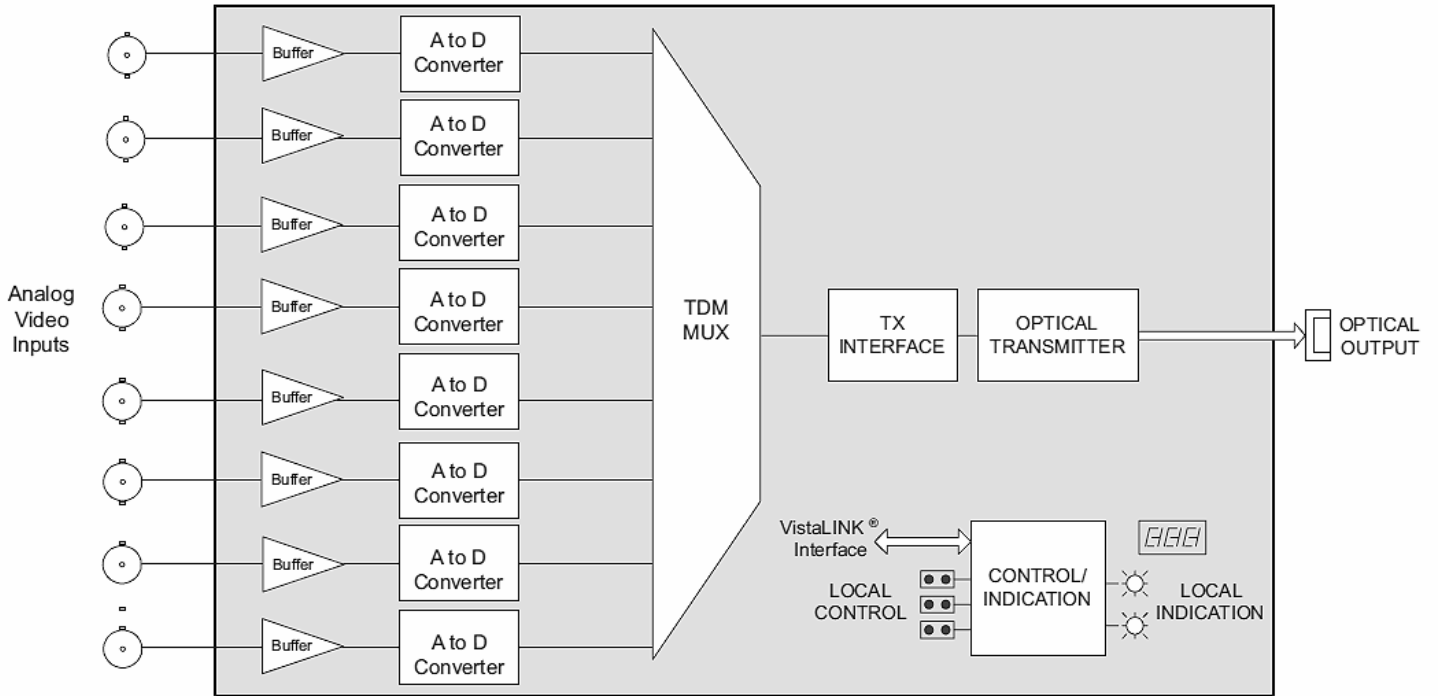 Buffer
A to D
Converter
Buffer
A to D
Converter
Buffer
A to D
Converter
Buffer
A to D
Converter
Buffer
A to D
Converter
Buffer
A to D
Converter
Buffer
A to D
Converter
Buffer
A to D
Converter
Analog
Video
Inputs
TDM
MUX
TX
INTERFACE
OPTICAL
TRANSMITTER
OPTICAL
OUTPUT
VistaLINK ®
Interface
LOCAL
CONTROL
CONTROL/
INDICATION
LOCAL
INDICATION